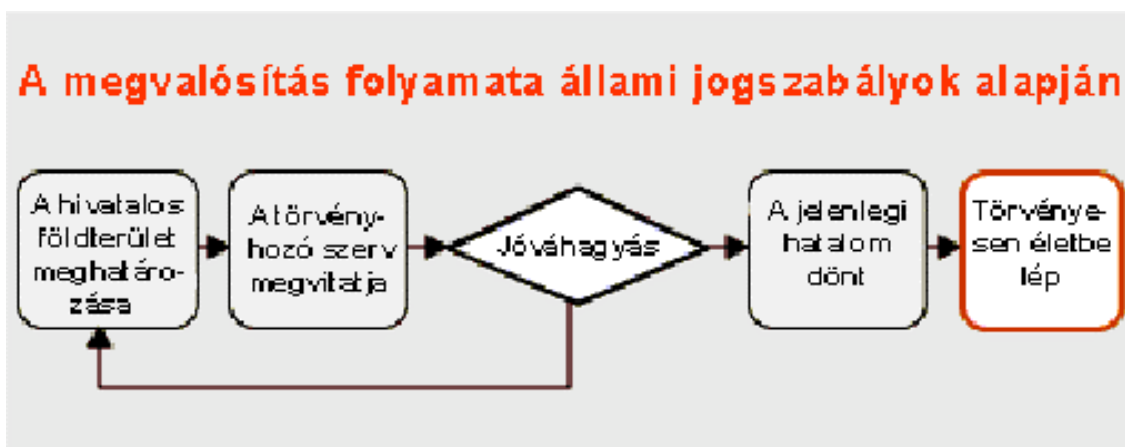 A megvalósítás folyamata állami jogszabályok alapján
A hivatalos
földterület
meghatáro-
zása
A törvény-
hozó szerv
megvitatja
Jóváhagyás
A jelenlegi
hatalom
dönt
Törvénye-
sen életbe
lép